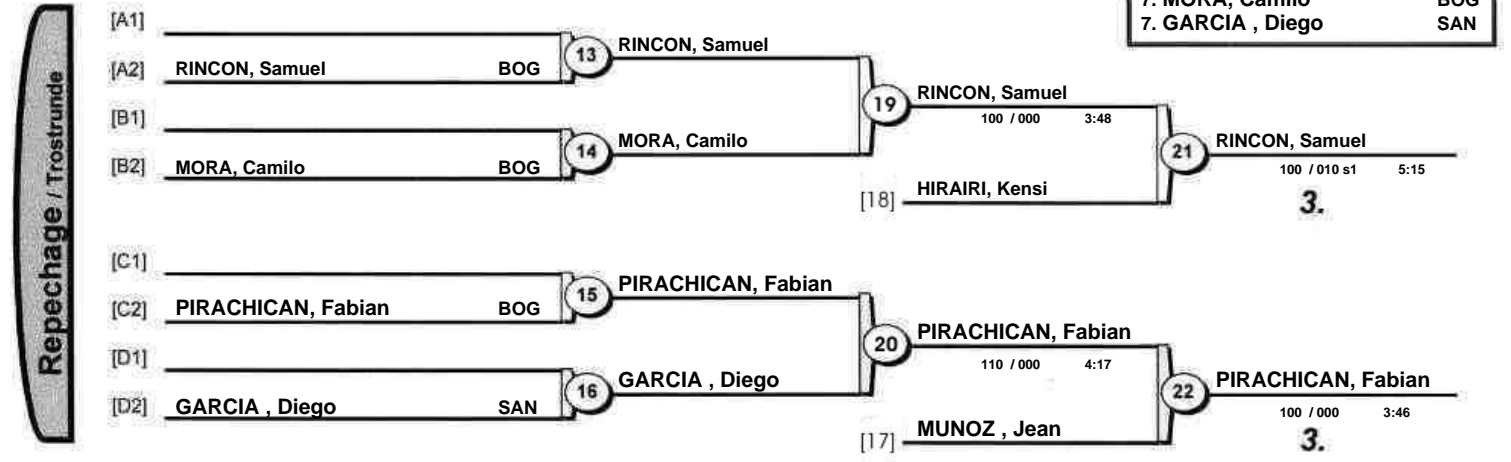 7. MORA, Camilo BOG
7. GARCIA , Diego SAN
Repechage / Trostrunde
[A1]
[A2] RINCON, Samuel BOG
13 RINCON, Samuel
[B1]
[B2] MORA, Camilo BOG
14 MORA, Camilo
19 RINCON, Samuel
100 / 000 3:48
[18] HIRAIRI, Kensi
21 RINCON, Samuel
100 / 010 s1 5:15
3.
[C1]
[C2] PIRACHICAN, Fabian BOG
15 PIRACHICAN, Fabian
[D1]
[D2] GARCIA , Diego SAN
16 GARCIA , Diego
20 PIRACHICAN, Fabian
110 / 000 4:17
[17] MUNOZ , Jean
22 PIRACHICAN, Fabian
100 / 000 3:46
3.